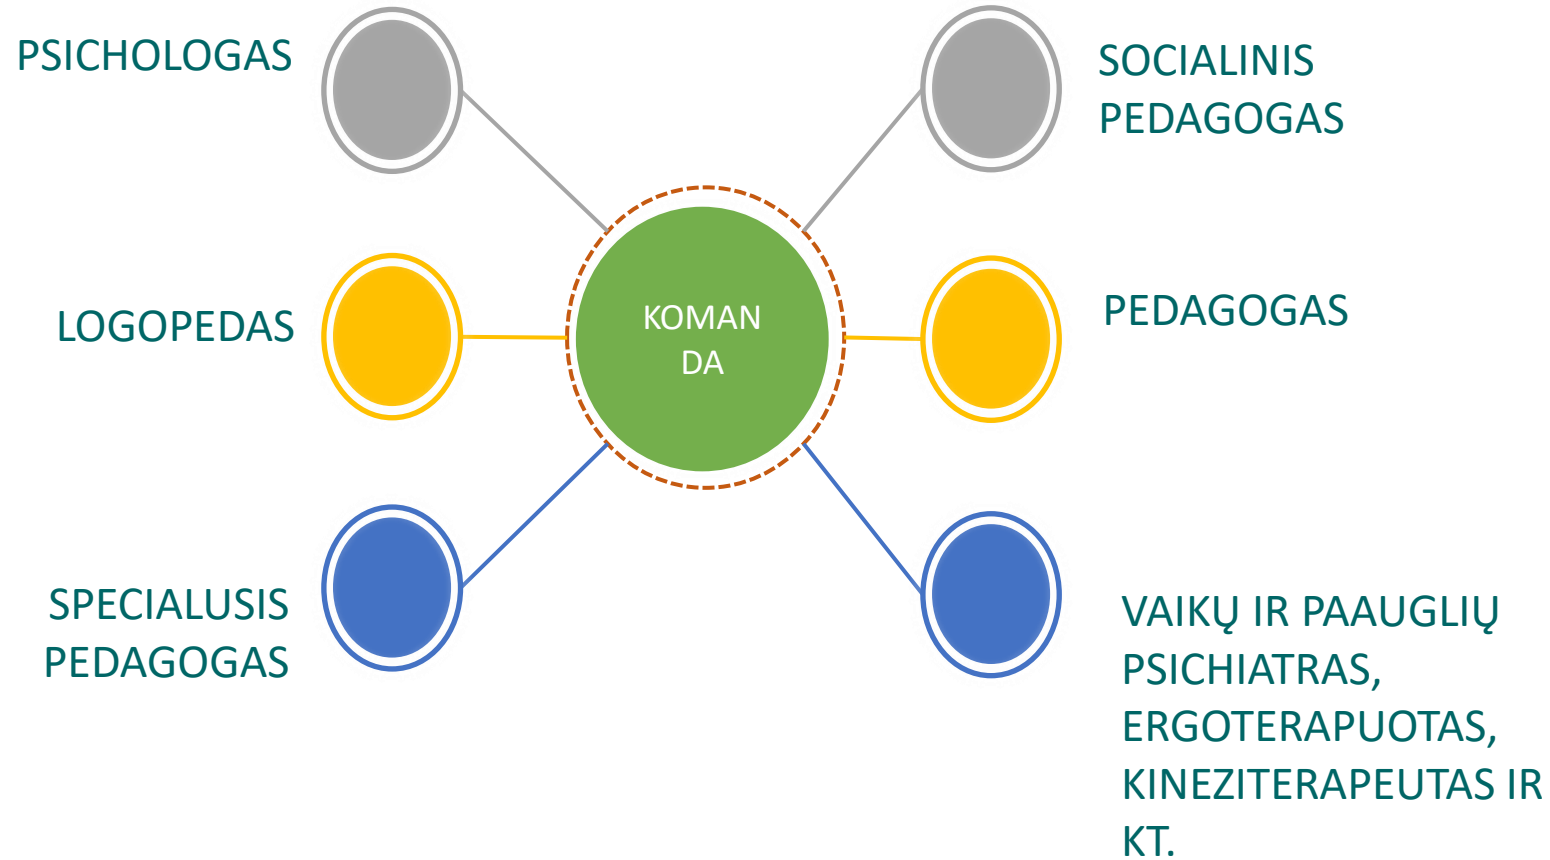 PSICHOLOGAS
SOCIALINIS
PEDAGOGAS
LOGOPEDAS
KOMAN
DA
PEDAGOGAS
SPECIALUSIS
PEDAGOGAS
VAIKŲ IR PAAUGLIŲ
PSICHIATRAS,
ERGOTERAPUOTAS,
KINEZITERAPEUTAS IR
KT.